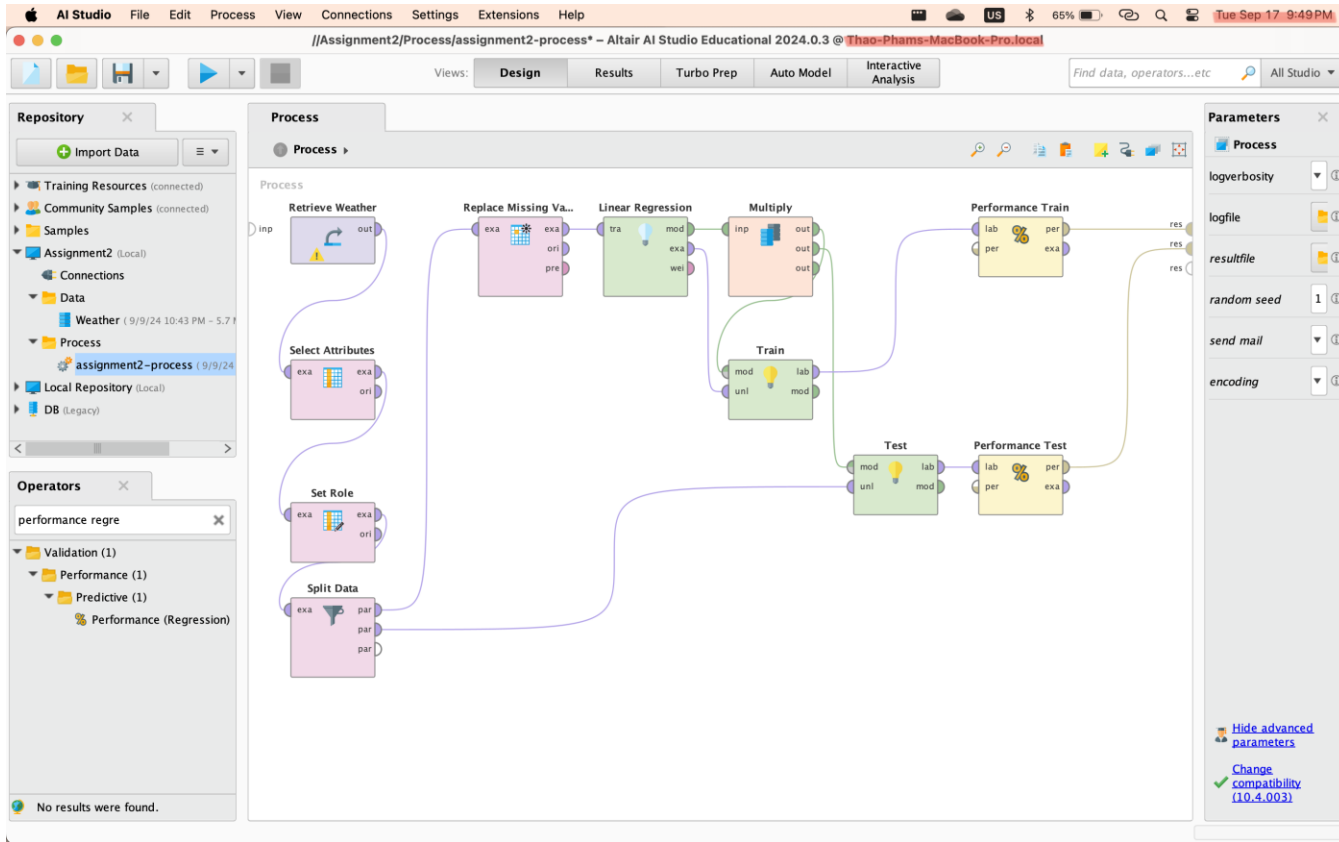 AI Studio File Edit Process View Connections Settings Extensions Help US 65% Tue Sep 17 9:49 PM
//Assignment2/Process/assignment2-process* – Altair AI Studio Educational 2024.0.3 @ Thao-Phams-MacBook-Pro.local
Views: Design Results Turbo Prep Auto Model Interactive Analysis
Find data, operators...etc All Studio
Repository
Import Data
Training Resources (connected)
Community Samples (connected)
Samples
Assignment2 (Local)
Connections
Data
Weather ( 9/9/24 10:43 PM – 5.7
Process
assignment2-process ( 9/9/24
Local Repository (Local)
DB (Legacy)
Operators
performance regre
Validation (1)
Performance (1)
Predictive (1)
Performance (Regression)
No results were found.
Process
Process
Process
inp
Retrieve Weather
out
Select Attributes
exa exa
ori
Set Role
exa exa
ori
Split Data
exa par
par
par
Replace Missing Va...
exa exa
ori
pre
Linear Regression
tra mod
exa
wei
Multiply
inp out
out
out
Train
mod lab
unl mod
Test
mod lab
unl mod
Performance Train
lab per
per exa
Performance Test
lab per
per exa
res
res
res
Parameters
Process
logverbosity
logfile
resultfile
random seed 1
send mail
encoding
Hide advanced
parameters
Change
compatibility
(10.4.003)